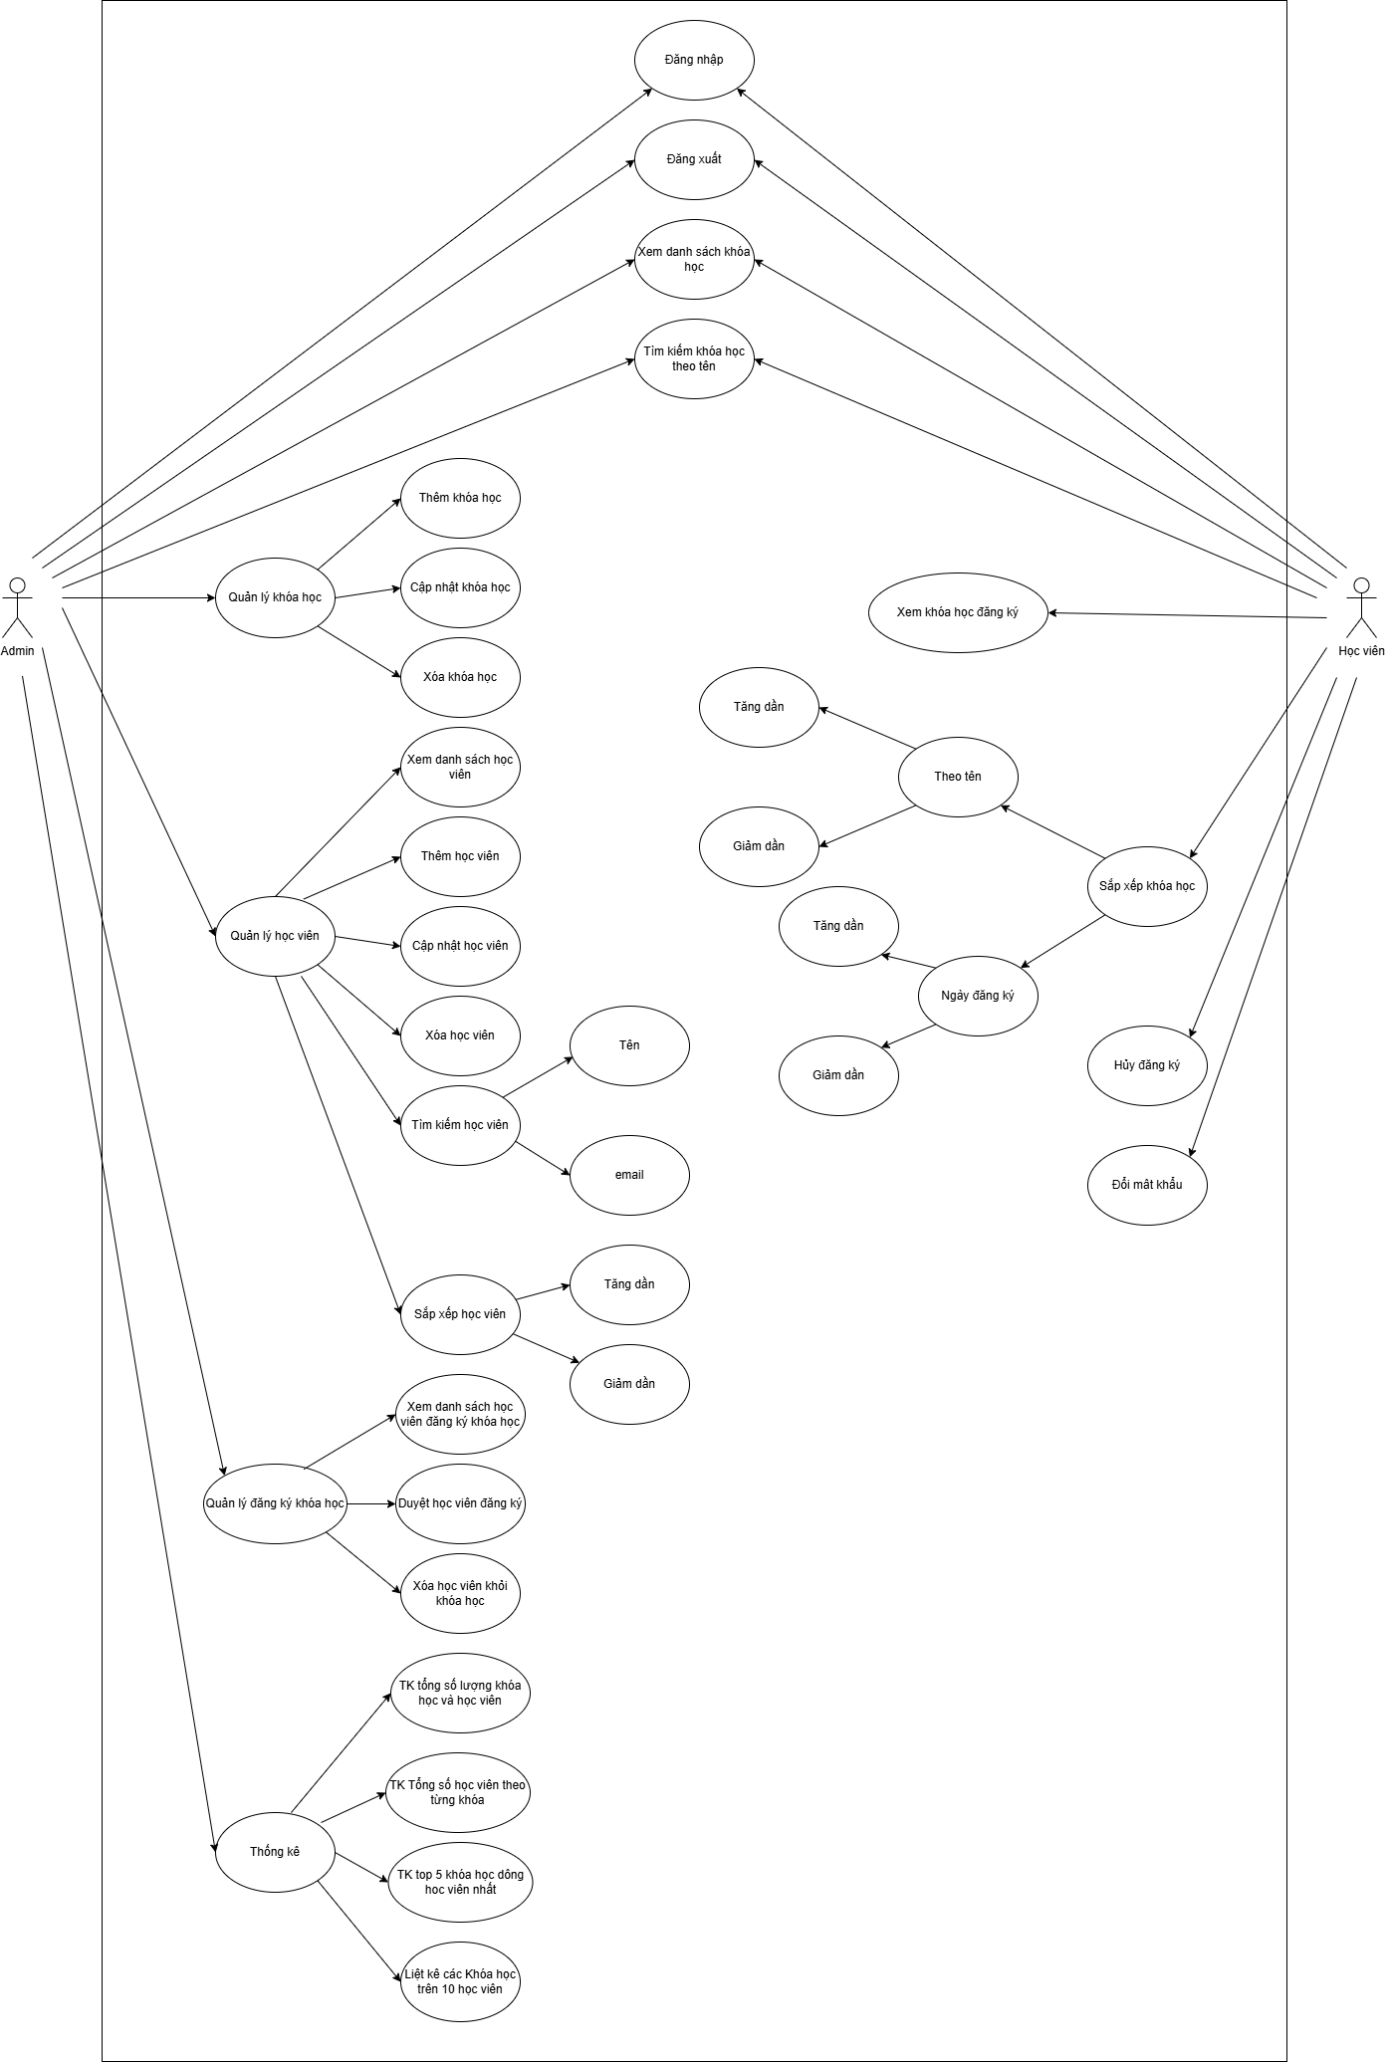 Đăng nhập
Đăng xuất
Xem danh sách khóa
học
Tìm kiếm khóa học
theo tên
Thêm khóa học
Quản lý khóa học
Cập nhật khóa học
Xóa khóa học
Admin
Học viên
Xem khóa học đăng ký
Tăng dần
Theo tên
Giảm dần
Sắp xếp khóa học
Tăng dần
Ngày đăng ký
Giảm dần
Hủy đăng ký
Đổi mât khẩu
Xem danh sách học
viên
Thêm học viên
Quản lý học viên
Cập nhật học viên
Xóa học viên
Tên
Tìm kiếm học viên
email
Tăng dần
Sắp xếp học viên
Giảm dần
Xem danh sách học
viên đăng ký khóa học
Quản lý đăng ký khóa học
Duyệt học viên đăng ký
Xóa học viên khỏi
khóa học
TK tổng số lượng khóa
học và học viên
TK Tổng số học viên theo
từng khóa
Thống kê
TK top 5 khóa học đông
hoc viên nhất
Liệt kê các Khóa học
trên 10 học viên